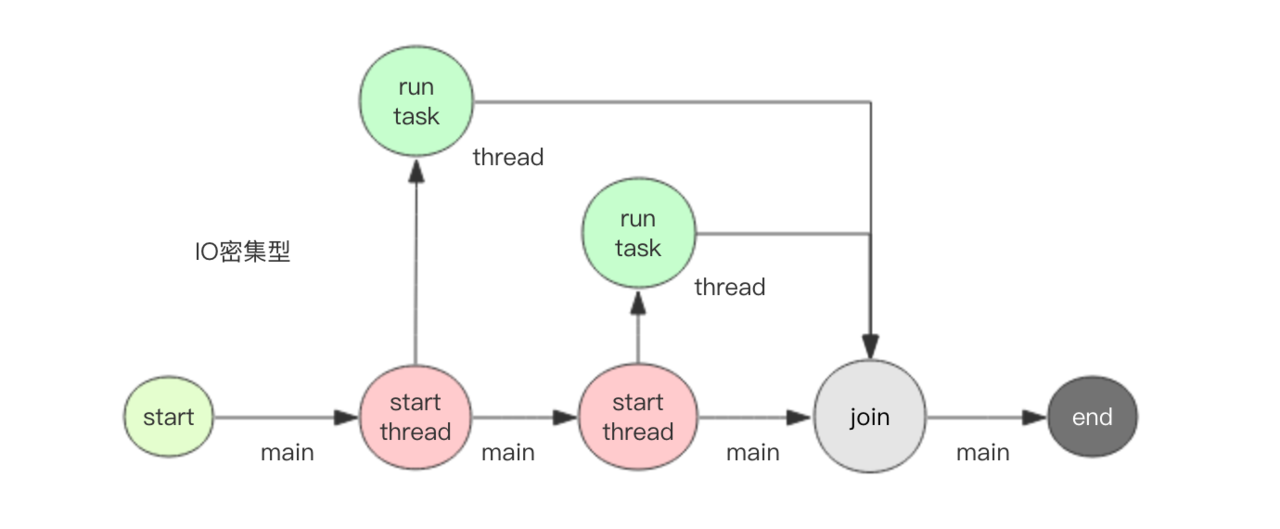 run
task
thread
run
task
IO密集型
thread
start
start
thread
start
thread
join
end
main
main
main
main